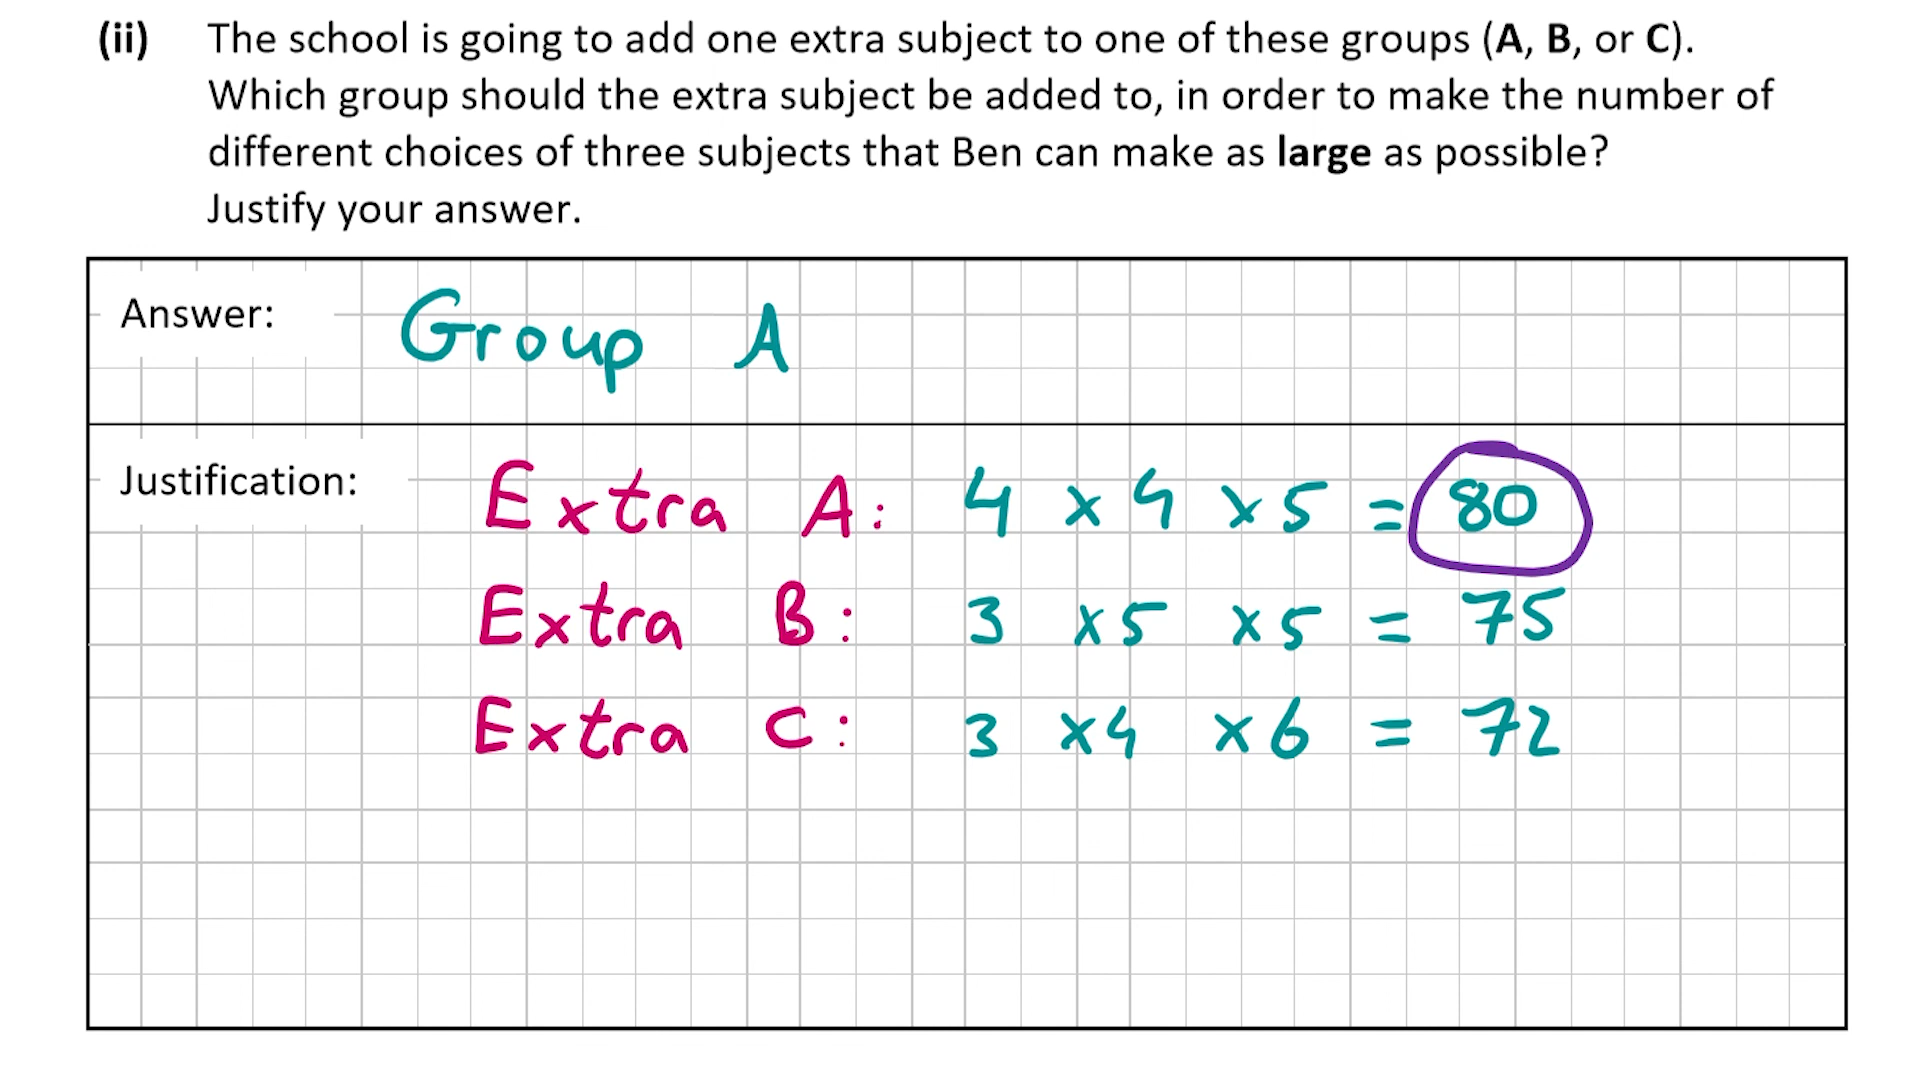 (ii) The school is going to add one extra subject to one of these groups (A, B, or C).
Which group should the extra subject be added to, in order to make the number of
different choices of three subjects that Ben can make as large as possible?
Justify your answer.
Answer: Group A
Justification: Extra A: 4 × 4 × 5 = 80
Extra B: 3 × 5 × 5 = 75
Extra C: 3 × 4 × 6 = 72